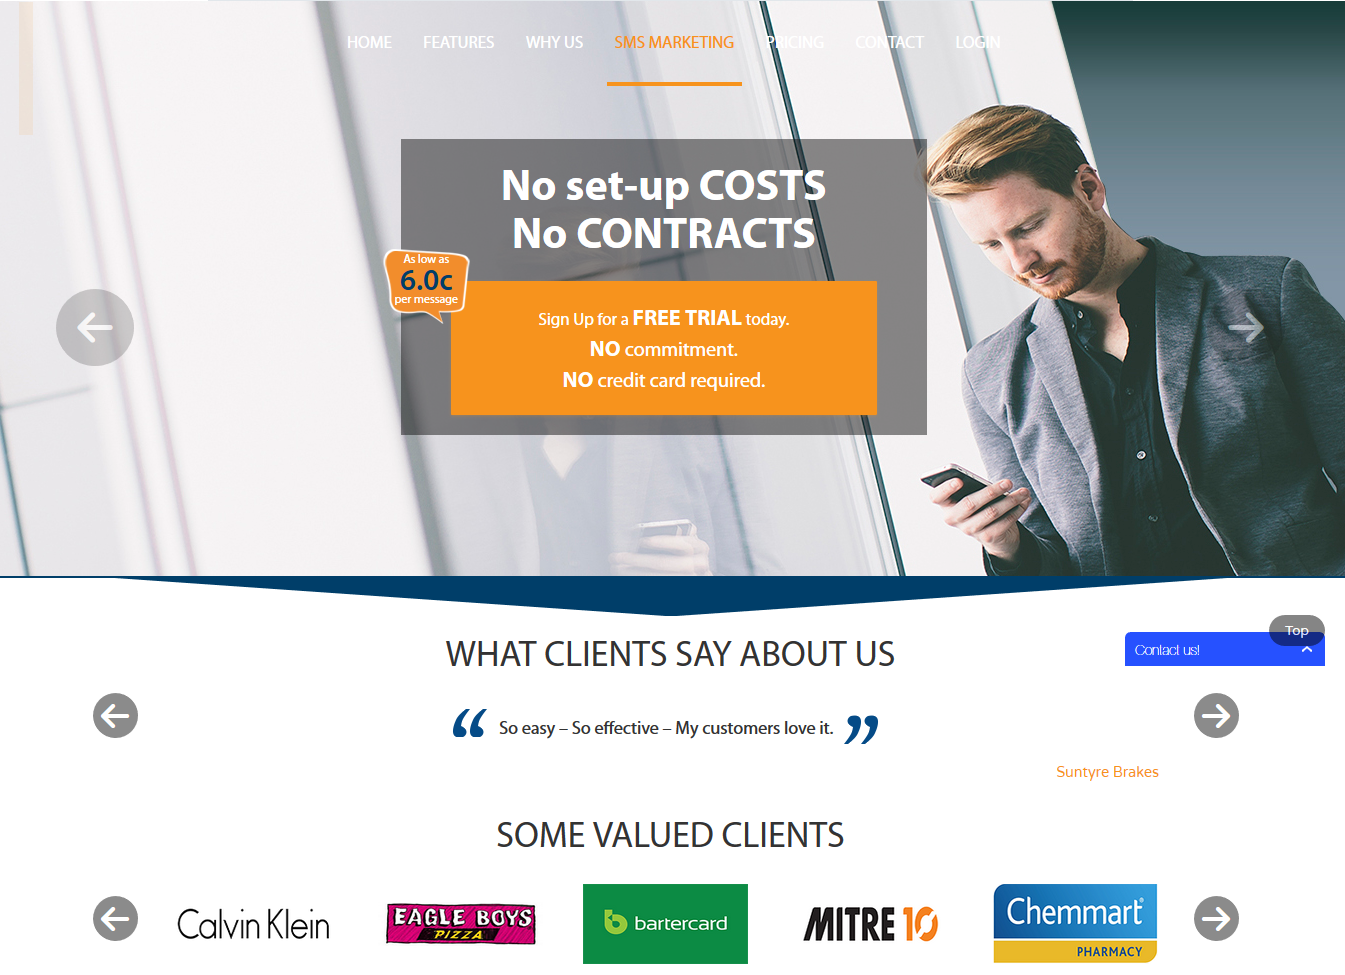 HOME FEATURES WHY US SMS MARKETING PRICING CONTACT LOGIN
No set-up COSTS
No CONTRACTS
As low as
6.0c
per message
Sign Up for a FREE TRIAL today.
NO commitment.
NO credit card required.
WHAT CLIENTS SAY ABOUT US
Top
Contact us!
“ So easy – So effective – My customers love it. ”
Suntyre Brakes
SOME VALUED CLIENTS
Calvin Klein
EAGLE BOYS
PIZZA
b bartercard
MITRE 10
Chemmart®
PHARMACY